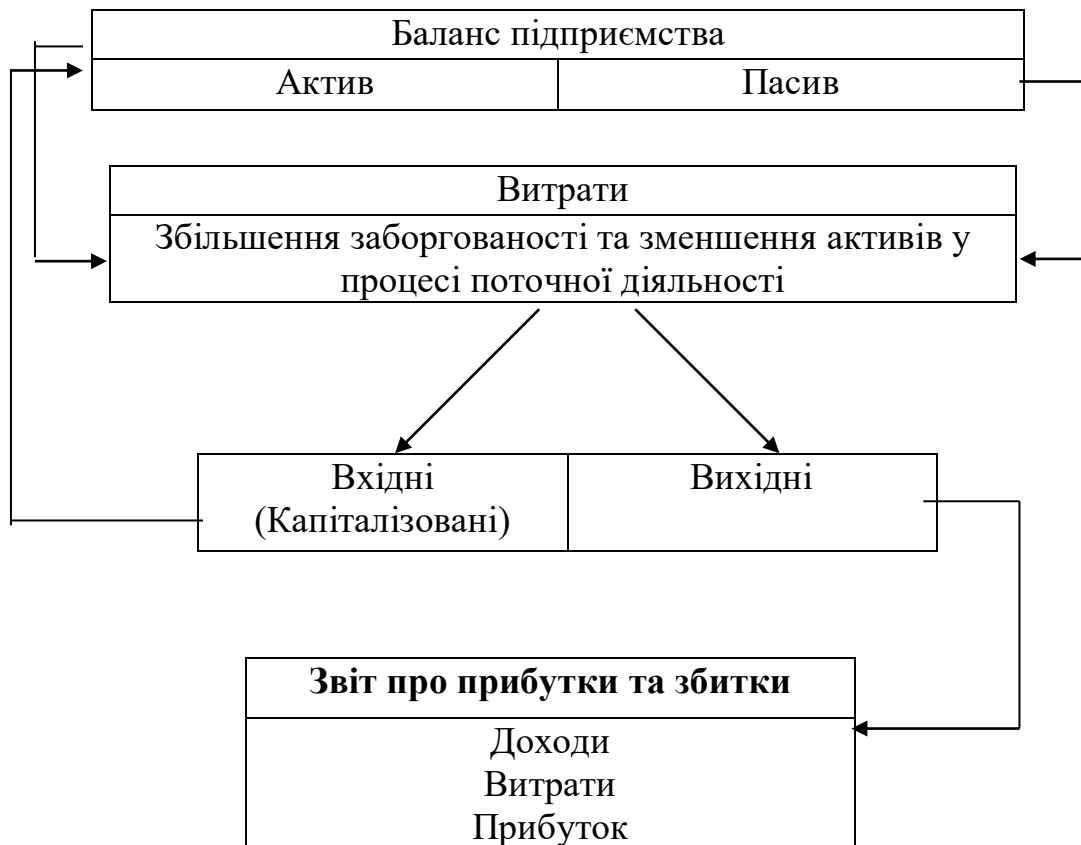 Баланс підприємства
Актив
Пасив
Витрати
Збільшення заборгованості та зменшення активів у
процесі поточної діяльності
Вхідні
(Капіталізовані)
Вихідні
Звіт про прибутки та збитки
Доходи
Витрати
Прибуток